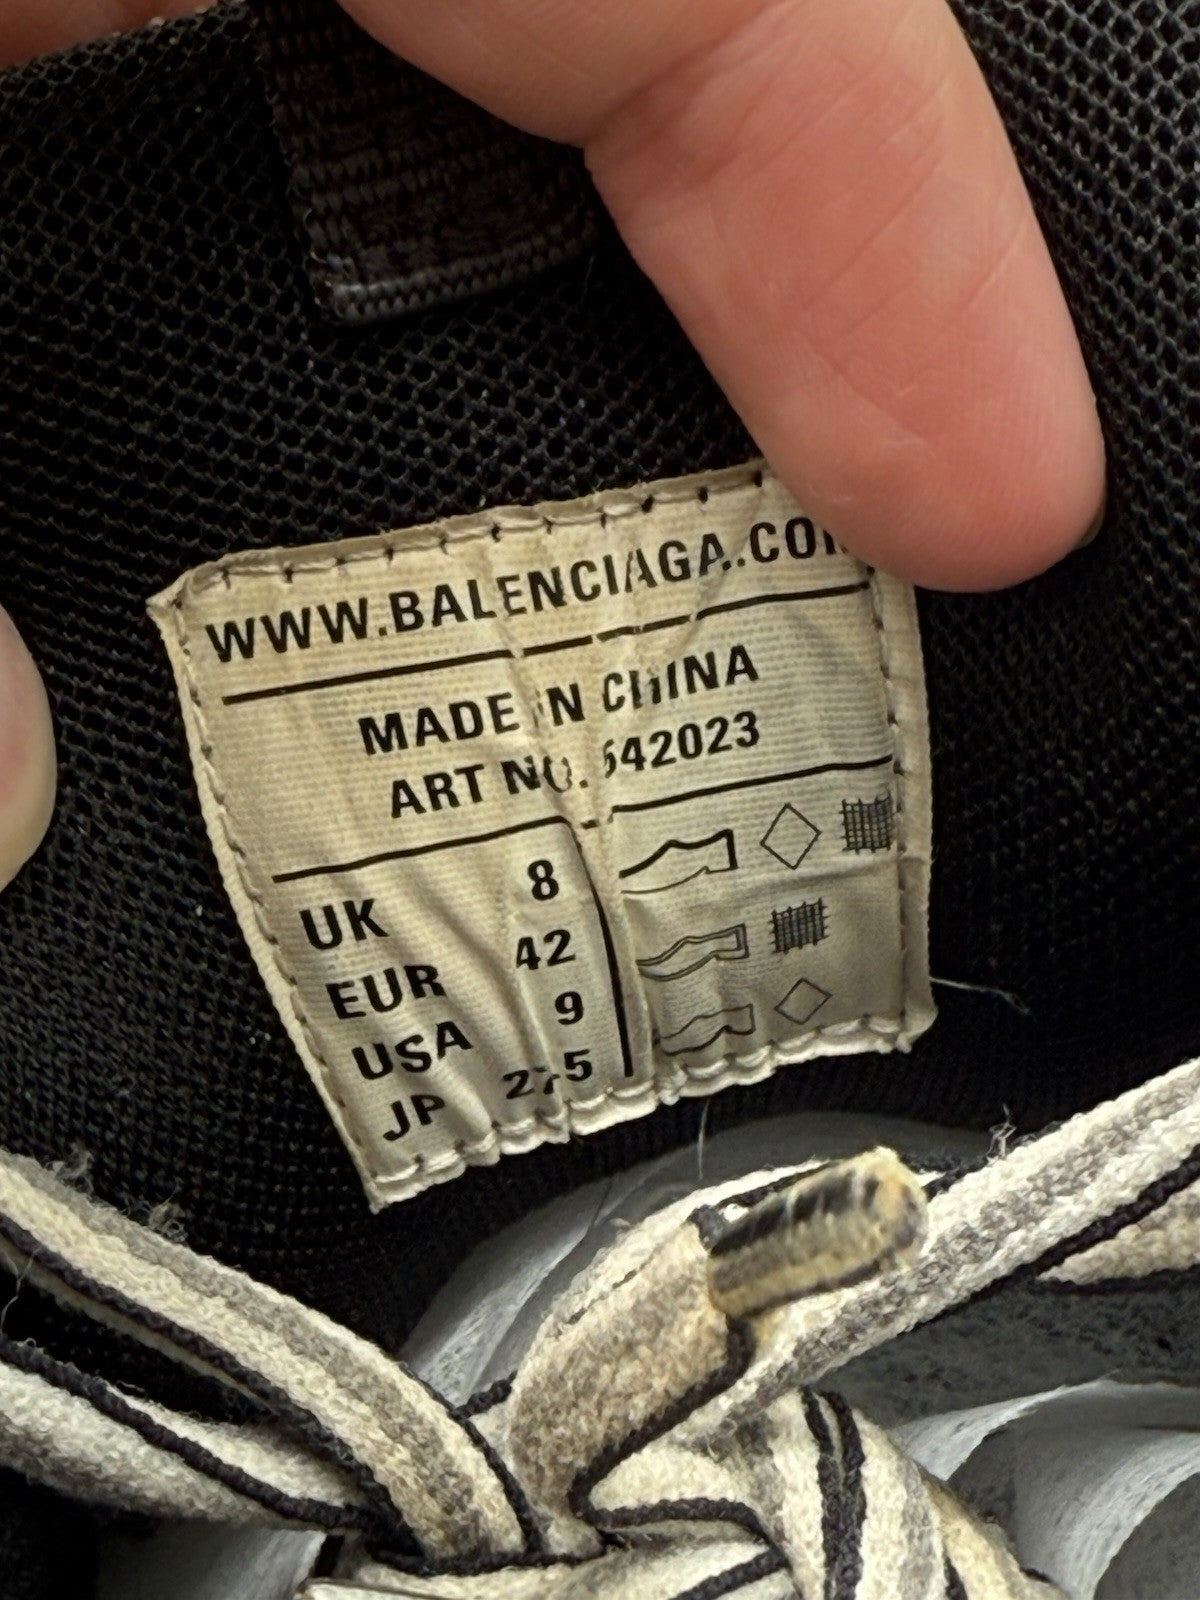 WWW.BALENCIAGA.COM
MADE IN CHINA
ART NO. 542023
UK 8
EUR 42
USA 9
JP 275